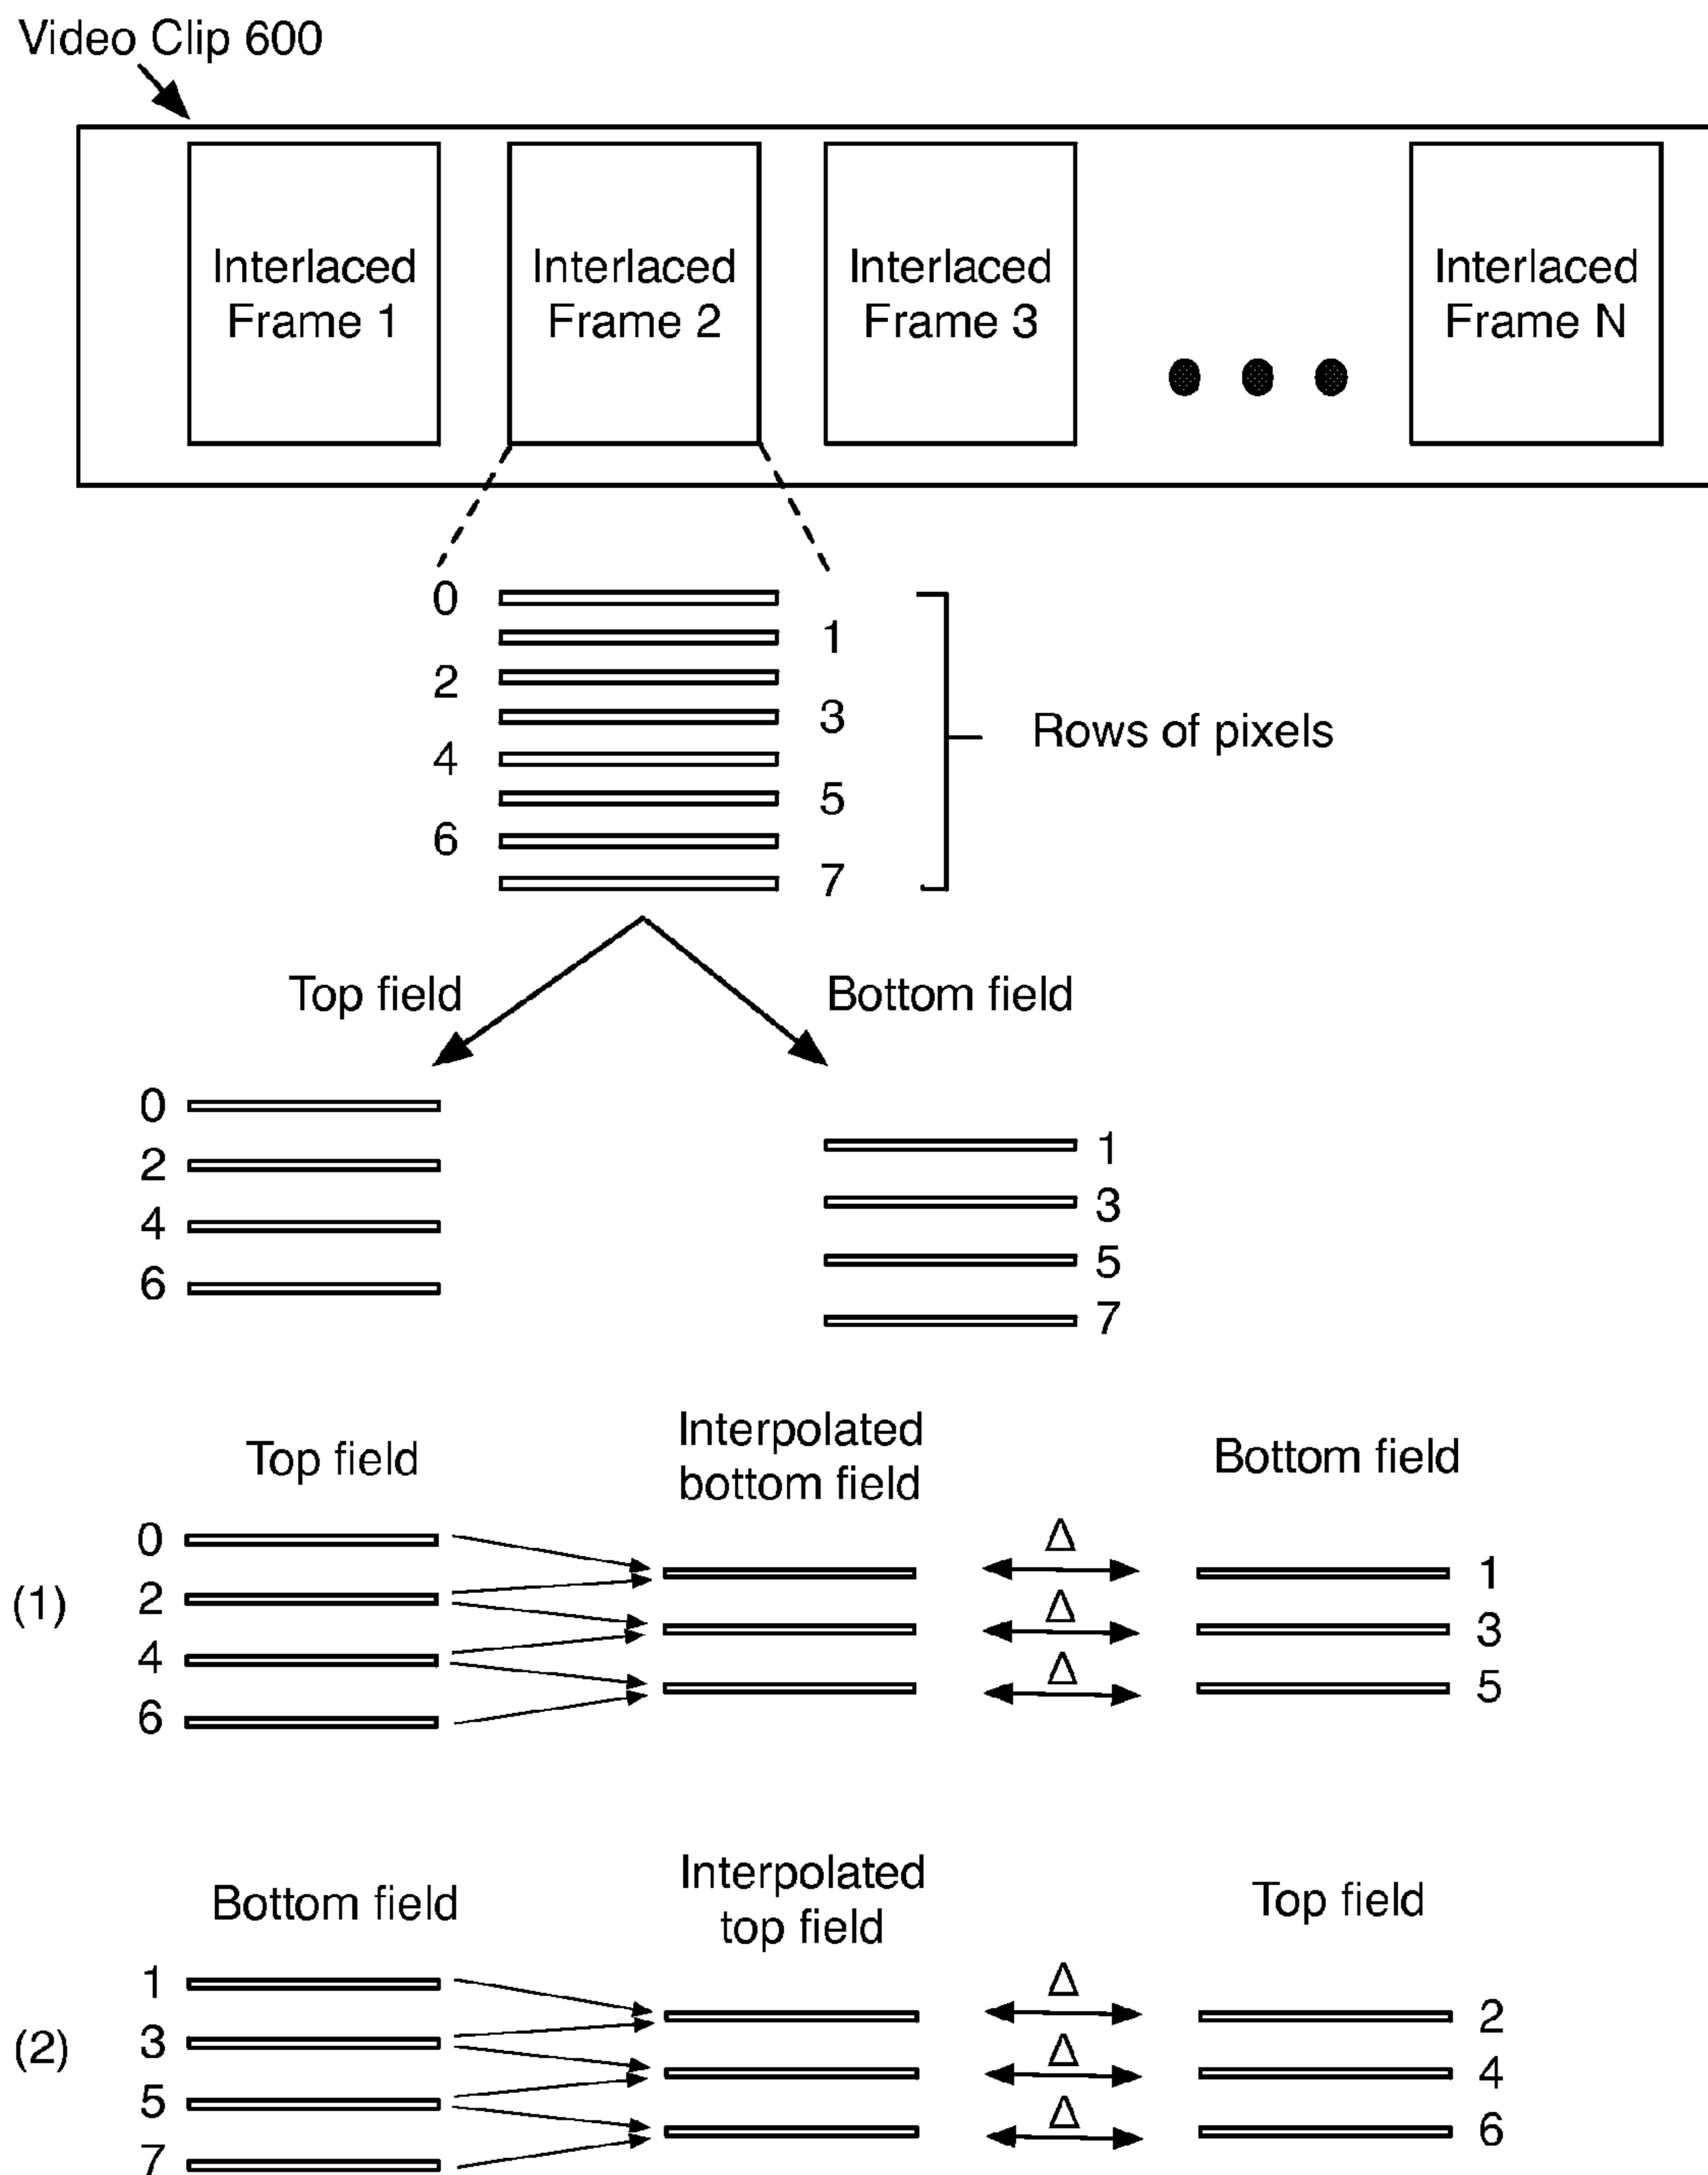 Video Clip 600
Interlaced
Frame 1
Interlaced
Frame 2
Interlaced
Frame 3
Interlaced
Frame N
0
1
2
3
4
5
6
7
Rows of pixels
Top field
Bottom field
0
2
4
6
1
3
5
7
Top field
Interpolated
bottom field
Bottom field
(1)
0
2
4
6
Δ
Δ
Δ
1
3
5
Bottom field
Interpolated
top field
Top field
(2)
1
3
5
7
Δ
Δ
Δ
2
4
6